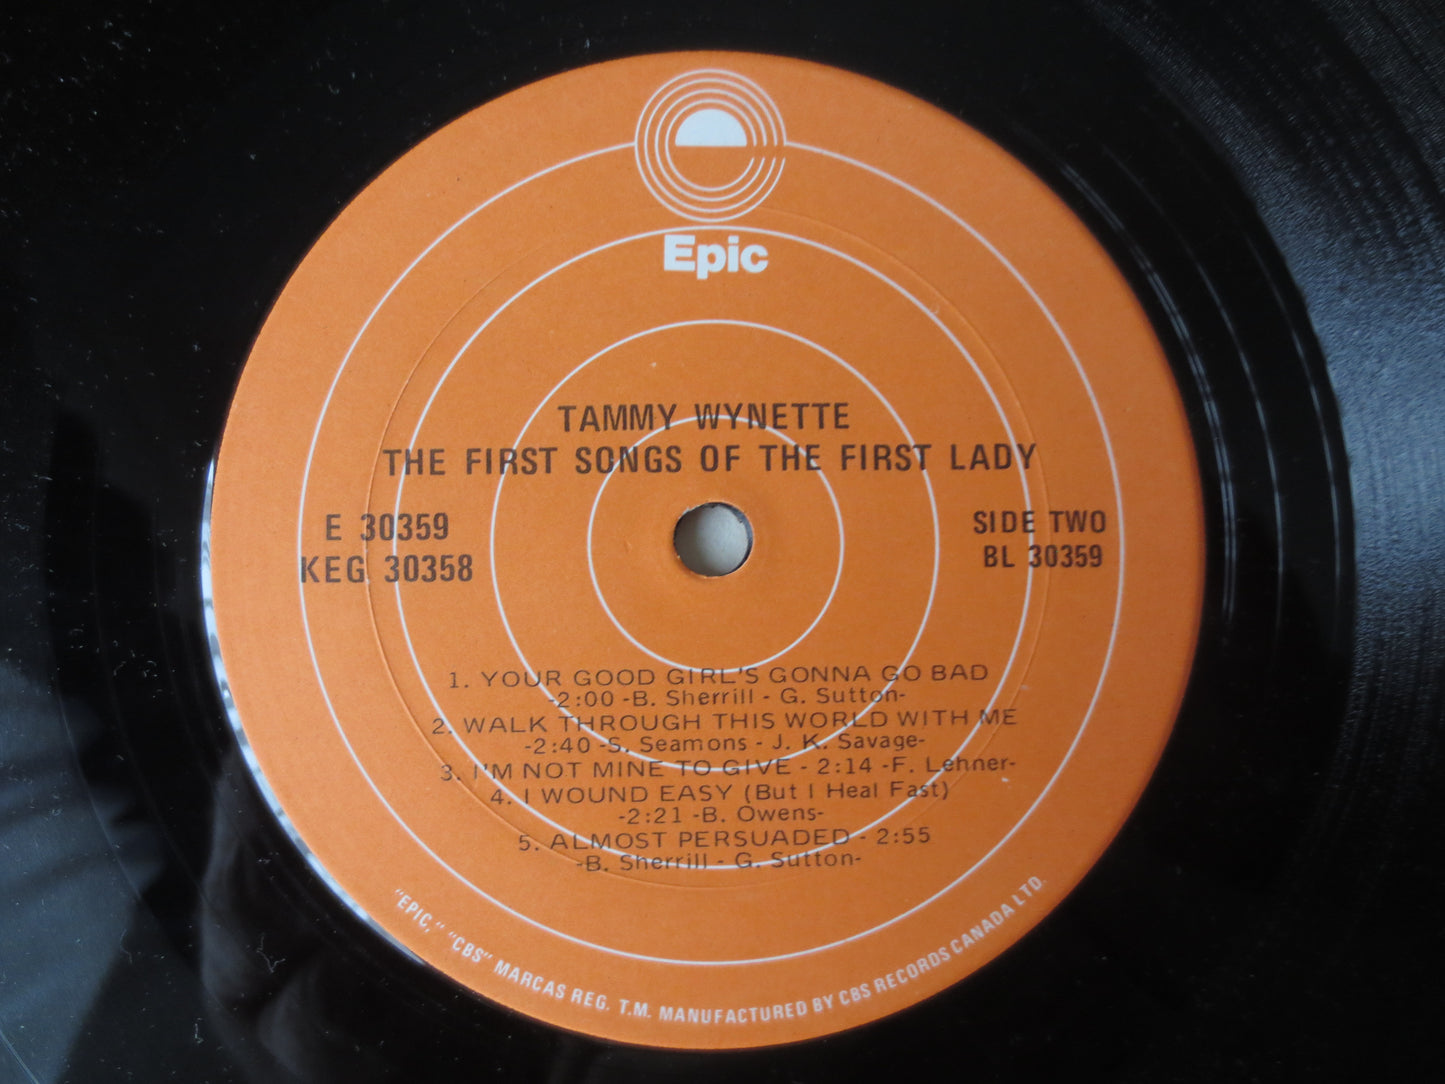 Epic
TAMMY WYNETTE
THE FIRST SONGS OF THE FIRST LADY
E 30359
KEG 30358
SIDE TWO
BL 30359
1. YOUR GOOD GIRL'S GONNA GO BAD
-2:00 -B. Sherrill - G. Sutton-
2. WALK THROUGH THIS WORLD WITH ME
-2:40 -S. Seamons - J. K. Savage-
3. I'M NOT MINE TO GIVE - 2:14 -F. Lehner-
4. I WOUND EASY (But I Heal Fast)
-2:21 -B. Owens-
5. ALMOST PERSUADED - 2:55
-B. Sherrill - G. Sutton-
"EPIC," "CBS" MARCAS REG. T.M. MANUFACTURED BY CBS RECORDS CANADA LTD.